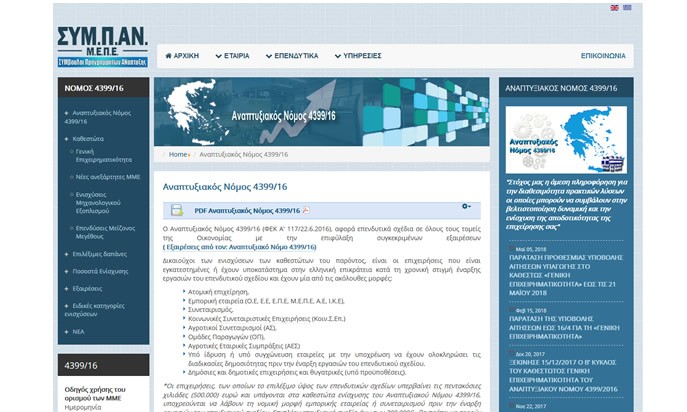 ΣΥΜ.Π.ΑΝ.
Μ.Ε.Π.Ε.
ΣΥΜβουλοι Προγραμματων ΑΝαπτυξης
ΑΡΧΙΚΗ
ΕΤΑΙΡΙΑ
ΕΠΕΝΔΥΤΙΚΑ
ΥΠΗΡΕΣΙΕΣ
ΕΠΙΚΟΙΝΩΝΙΑ
ΝΟΜΟΣ 4399/16
Αναπτυξιακός Νόμος
4399/16
Καθεστώτα
Γενική
Επιχειρηματικότητα
Νέες ανεξάρτητες ΜΜΕ
Ενισχύσεις
Μηχανολογικού
Εξοπλισμού
Επενδύσεις Μείζονος
Μεγέθους
Επιλέξιμες δαπάνες
Ποσοστά Ενίσχυσης
Εξαιρέσεις
Ειδικές κατηγορίες
ενισχύσεων
ΝΕΑ
4399/16
Οδηγός χρήσης του
ορισμού των ΜΜΕ
Ημερομηνία
Αναπτυξιακός Νόμος 4399/16
Home
/ Αναπτυξιακός Νόμος 4399/16
Αναπτυξιακός Νόμος 4399/16
PDF Αναπτυξιακός Νόμος 4399/16
Ο Αναπτυξιακός Νόμος 4399/16 (ΦΕΚ Α' 117/22.6.2016), αφορά επενδυτικά σχέδια σε όλους τους τομείς
της Οικονομίας με την επιφύλαξη συγκεκριμένων εξαιρέσεων
( Εξαιρέσεις από τον: Αναπτυξιακό Νόμο 4399/16)
Δικαιούχοι των ενισχύσεων των καθεστώτων του παρόντος, είναι οι επιχειρήσεις που είναι
εγκατεστημένες ή έχουν υποκατάστημα στην ελληνική επικράτεια κατά τη χρονική στιγμή έναρξης
εργασιών του επενδυτικού σχεδίου και έχουν μία από τις ακόλουθες μορφές:
Ατομική επιχείρηση,
Εμπορική εταιρεία (Ο.Ε, Ε.Ε, Ε.Π.Ε, Μ.Ε.Π.Ε, Α.Ε, Ι.Κ.Ε),
Συνεταιρισμός,
Κοινωνικές Συνεταιριστικές Επιχειρήσεις (Κοιν.Σ.Επ.)
Αγροτικοί Συνεταιρισμοί (ΑΣ),
Ομάδες Παραγωγών (ΟΠ),
Αγροτικές Εταιρικές Συμπράξεις (ΑΕΣ)
Υπό ίδρυση ή υπό συγχώνευση εταιρείες με την υποχρέωση να έχουν ολοκληρώσει τις
διαδικασίες δημοσιότητας πριν την έναρξη εργασιών του επενδυτικού σχεδίου.
Δημόσιες και δημοτικές επιχειρήσεις και θυγατρικές (υπό προϋποθέσεις).
*Οι επιχειρήσεις, των οποίων το επιλέξιμο ύψος των επενδυτικών σχεδίων υπερβαίνει τις πεντακόσιες
χιλιάδες (500.000) ευρώ και υπάγονται στα καθεστώτα ενίσχυσης του Αναπτυξιακού Νόμου 4399/16,
υποχρεούνται να λάβουν τη νομική μορφή εμπορικής εταιρίας ή συνεταιρισμού πριν την έναρξη
ΑΝΑΠΤΥΞΙΑΚΟΣ ΝΟΜΟΣ 4399/16
Αναπτυξιακός
Νόμος 4399/16
"Στόχος μας η άμεση πληροφόρηση για
την διαθεσιμότητα πρακτικών λύσεων
οι οποίες μπορούν να συμβάλουν στην
βελτιστοποίηση δυναμική και την
ενίσχυση της αποδοτικότητας της
επιχείρησης σας"
Μαϊ 05, 2018
ΠΑΡΑΤΑΣΗ ΠΡΟΘΕΣΜΙΑΣ ΥΠΟΒΟΛΗΣ
ΑΙΤΗΣΕΩΝ ΥΠΑΓΩΓΗΣ ΣΤΟ
ΚΑΘΕΣΤΩΣ «ΓΕΝΙΚΗ
ΕΠΙΧΕΙΡΗΜΑΤΙΚΟΤΗΤΑ» ΕΩΣ ΤΙΣ 21
ΜΑΪΟΥ 2018
Φεβ 15, 2018
ΠΑΡΑΤΑΣΗ ΤΗΣ ΥΠΟΒΟΛΗΣ
ΑΙΤΗΣΕΩΝ ΕΩΣ 16/4 ΓΙΑ ΤΗ «ΓΕΝΙΚΗ
ΕΠΙΧΕΙΡΗΜΑΤΙΚΟΤΗΤΑ»
Δεκ 20, 2017
ΞΕΚΙΝΗΣΕ 15/12/2017 Ο Β' ΚΥΚΛΟΣ
ΤΟΥ ΚΑΘΕΣΤΩΤΟΣ ΓΕΝΙΚΗ
ΕΠΙΧΕΙΡΗΜΑΤΙΚΟΤΗΤΑ ΤΟΥ
ΑΝΑΠΤΥΞΙΑΚΟΥ ΝΟΜΟΥ 4399/2016
Νοε 22, 2017